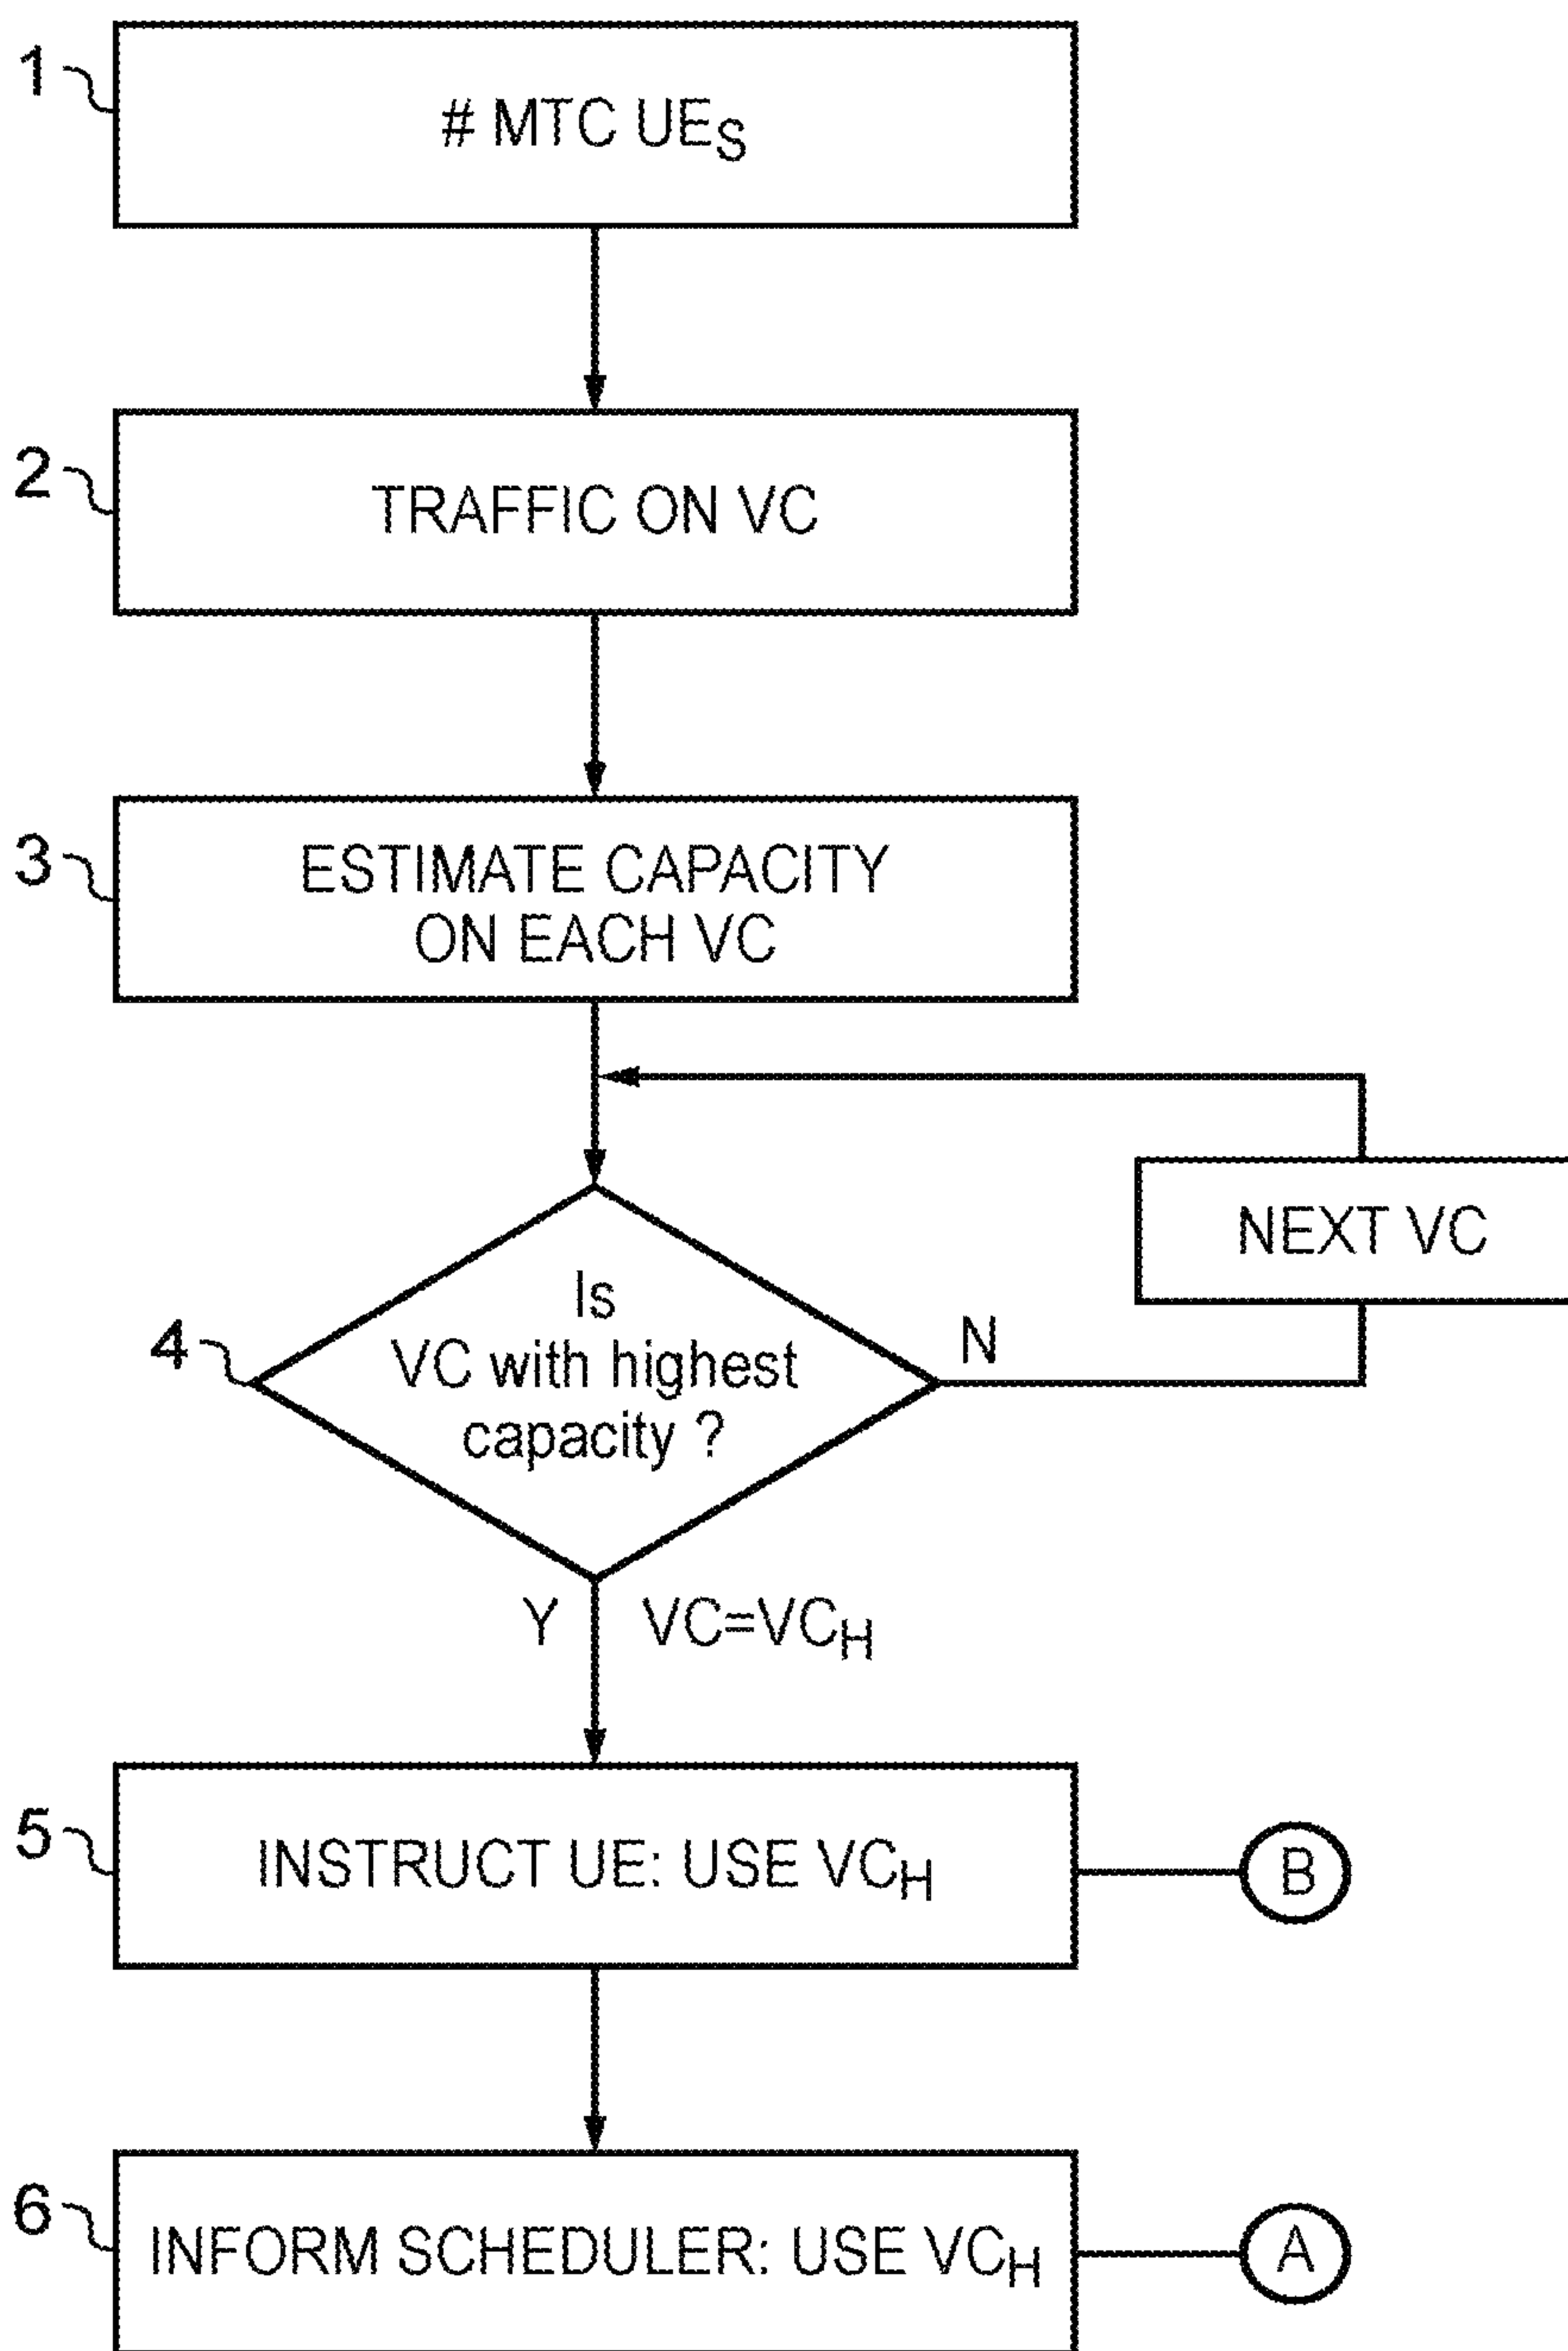 1
# MTC UES
2
TRAFFIC ON VC
3
ESTIMATE CAPACITY
ON EACH VC
NEXT VC
4
Is
VC with highest
capacity ?
N
Y
VC=VCH
5
INSTRUCT UE: USE VCH
B
6
INFORM SCHEDULER: USE VCH
A